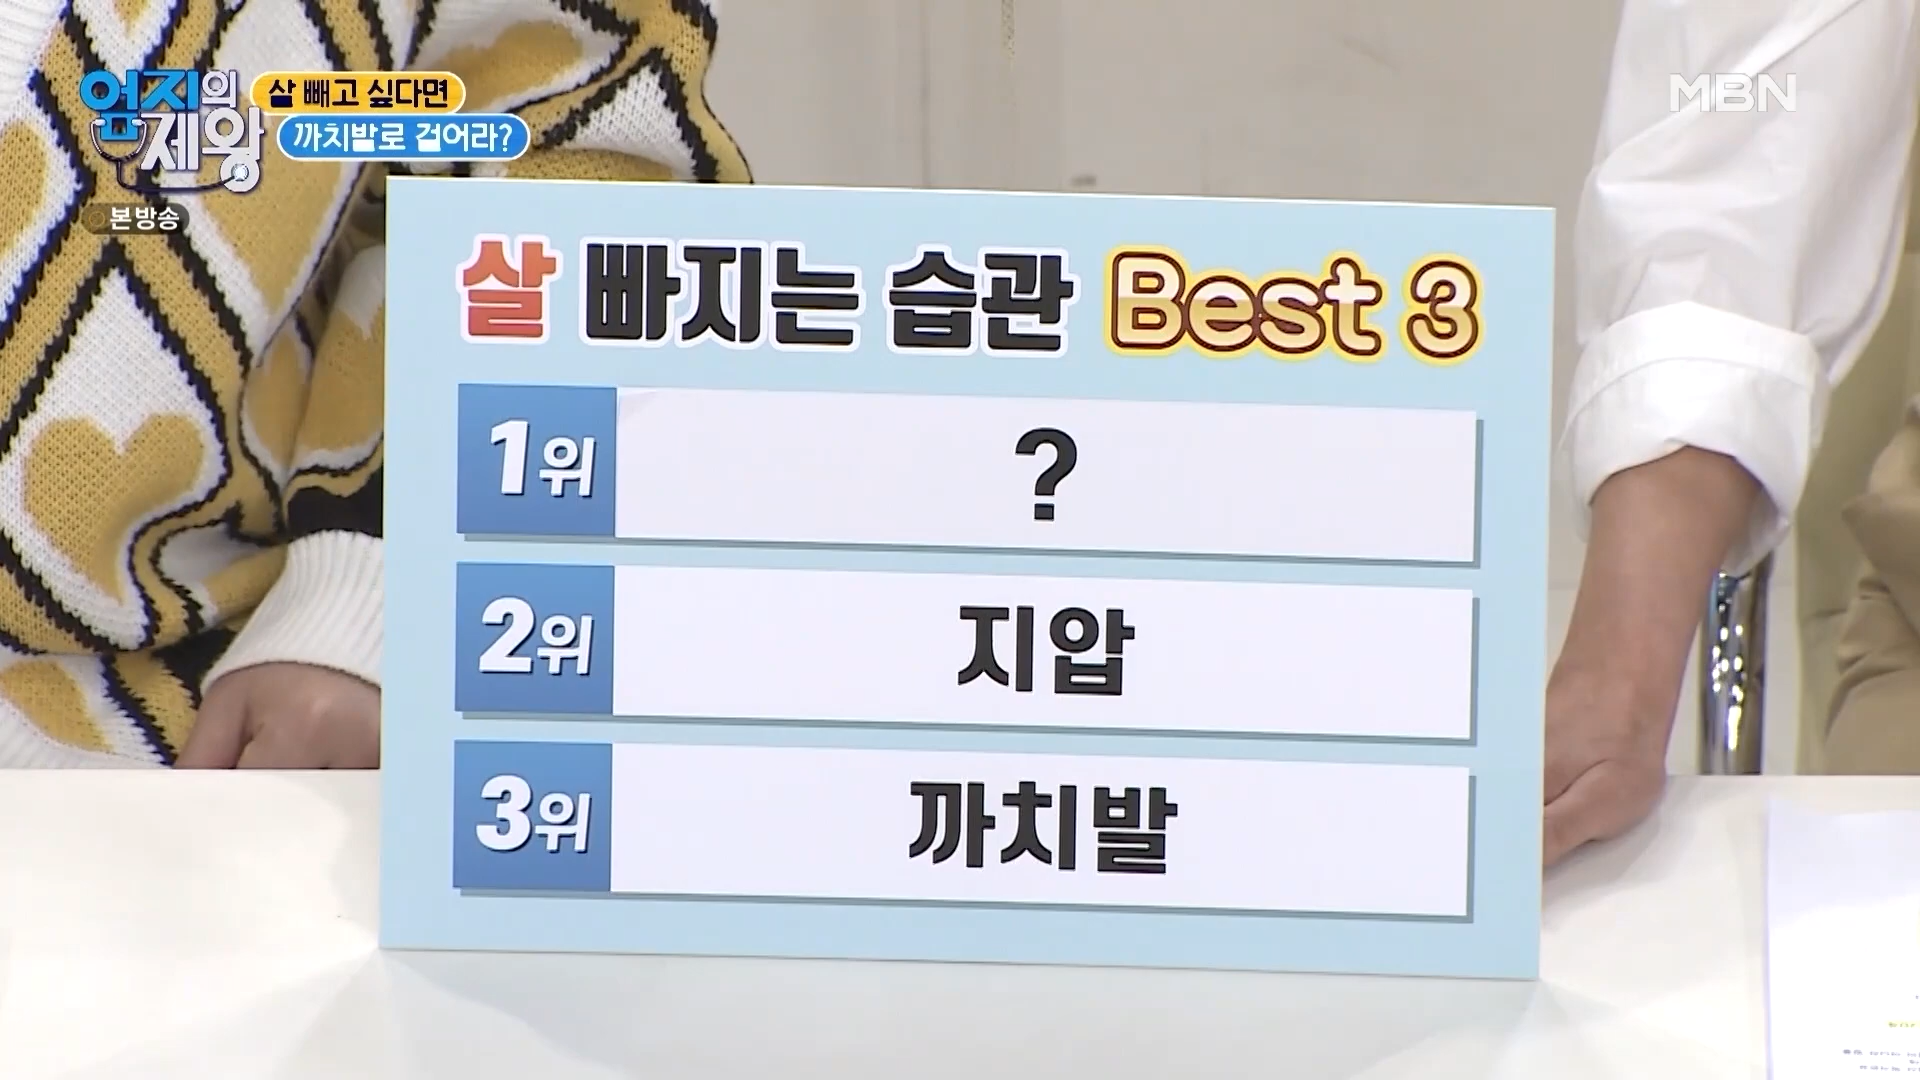 엄지의 제왕
살 빼고 싶다면
까치발로 걸어라?
본방송
MBN
살 빠지는 습관 Best 3
1위 ?
2위 지압
3위 까치발